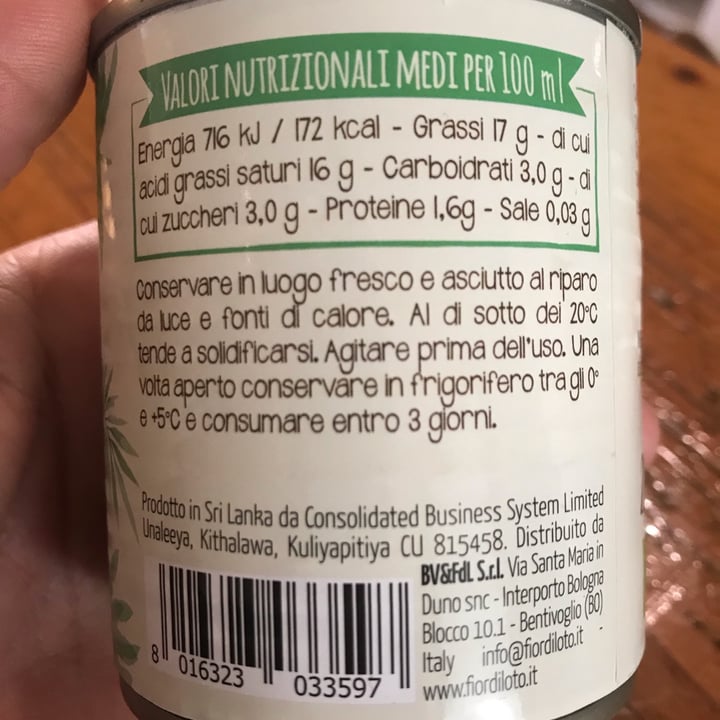 VALORI NUTRIZIONALI MEDI PER 100 ml
Energia 716 kJ / 172 kcal - Grassi 17 g - di cui
acidi grassi saturi 16 g - Carboidrati 3,0 g - di
cui zuccheri 3,0 g - Proteine 1,6g - Sale 0,03 g
Conservare in luogo fresco e asciutto al riparo
da luce e fonti di calore. Al di sotto dei 20°C
tende a solidificarsi. Agitare prima dell'uso. Una
volta aperto conservare in frigorifero tra gli 0°
e +5°C e consumare entro 3 giorni.
Prodotto in Sri Lanka da Consolidated Business System Limited
Unaleeya, Kithalawa, Kuliyapitiya CU 815458. Distribuito da
BV&FdL S.r.l. Via Santa Maria in
Duno snc - Interporto Bologna
Blocco 10.1 - Bentivoglio (BO)
Italy info@fiordiloto.it -
www.fiordiloto.it
8 016323 033597